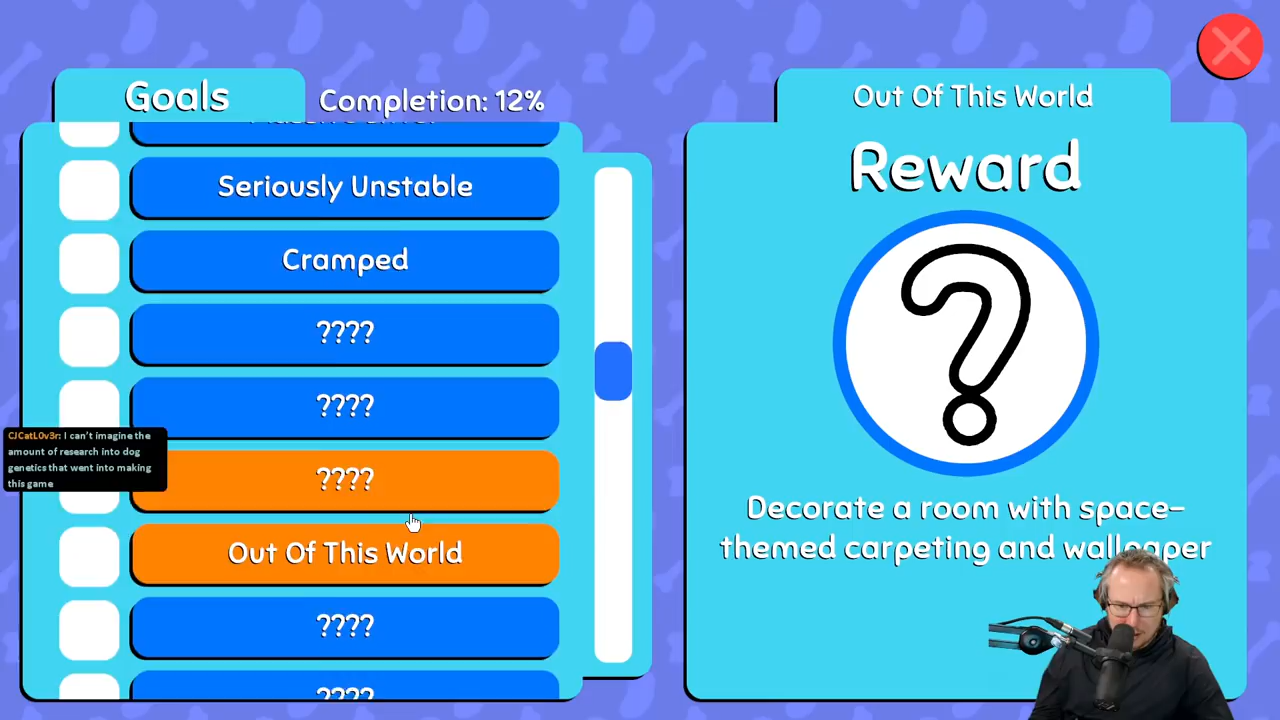 Goals
Completion: 12%
Seriously Unstable
Cramped
????
????
????
Out Of This World
????
????
CJCatL0v3r: I can't imagine the
amount of research into dog
genetics that went into making
this game
Out Of This World
Reward
?
Decorate a room with space-
themed carpeting and wallpaper